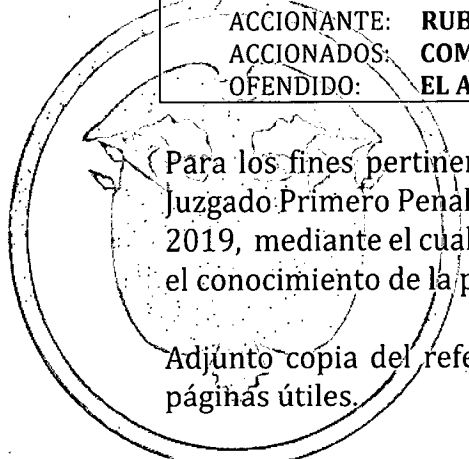 ACCIONANTE: RUB
ACCIONADOS: COM
OFENDIDO: EL A
Para los fines pertinen
Juzgado Primero Penal
2019, mediante el cual
el conocimiento de la p
Adjunto copia del refe
páginas útiles.